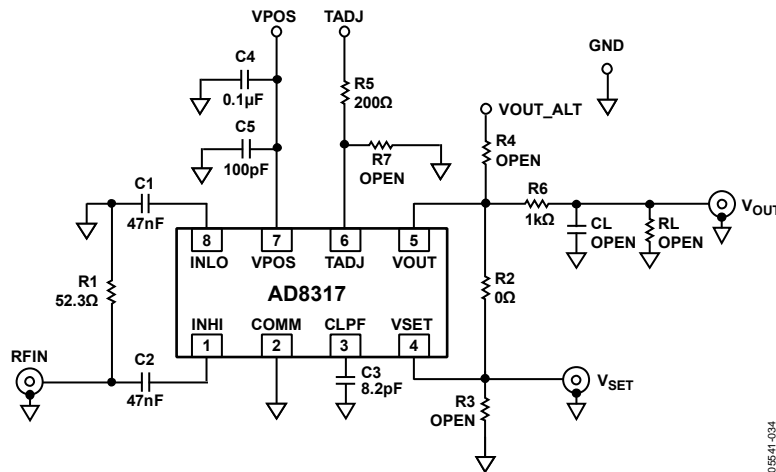 VPOS
TADJ
GND
C4
0.1µF
R5
200Ω
VOUT_ALT
C5
100pF
R7
OPEN
R4
OPEN
C1
47nF
R6
1kΩ
CL
OPEN
RL
OPEN
VOUT
8
7
6
5
INLO
VPOS
TADJ
VOUT
R1
52.3Ω
AD8317
R2
0Ω
INHI
COMM
CLPF
VSET
1
2
3
4
RFIN
C2
47nF
C3
8.2pF
VSET
R3
OPEN
05541-034